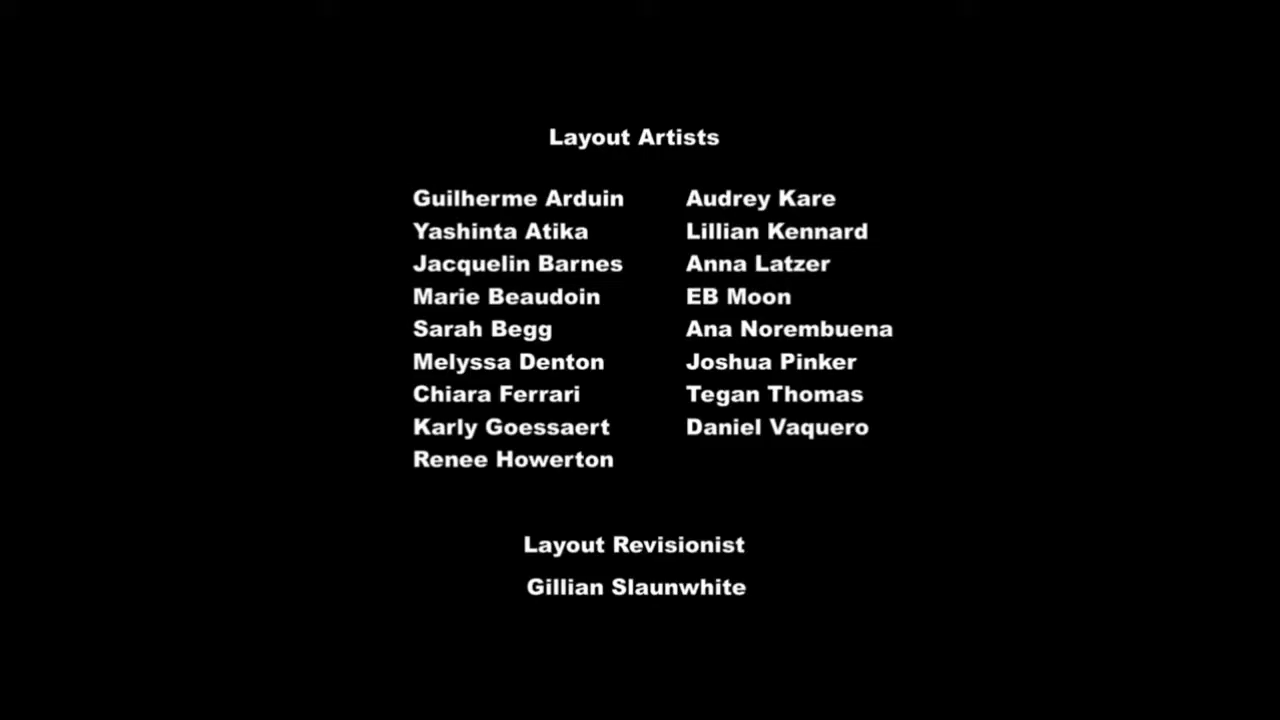 Layout Artists
Guilherme Arduin
Yashinta Atika
Jacquelin Barnes
Marie Beaudoin
Sarah Begg
Melyssa Denton
Chiara Ferrari
Karly Goessaert
Renee Howerton
Audrey Kare
Lillian Kennard
Anna Latzer
EB Moon
Ana Norembuena
Joshua Pinker
Tegan Thomas
Daniel Vaquero
Layout Revisionist
Gillian Slaunwhite